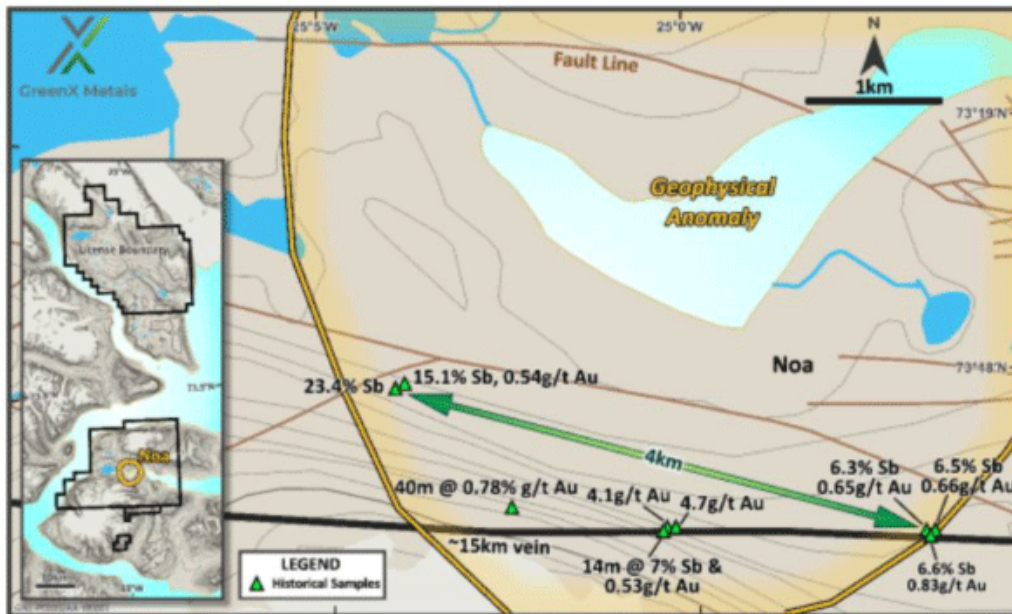 25°5'W
25°0'W
N
GreenX Metals
Fault Line
1km
73°19'N
Geophysical
Anomaly
License Boundary
Noa
73°48'N
23.4% Sb
15.1% Sb, 0.54g/t Au
4km
Noa
6.3% Sb
0.65g/t Au
6.5% Sb
0.66g/t Au
40m @ 0.78% g/t Au
4.1g/t Au
4.7g/t Au
~15km vein
14m @ 7% Sb &
0.53g/t Au
6.6% Sb
0.83g/t Au
LEGEND
Historical Samples